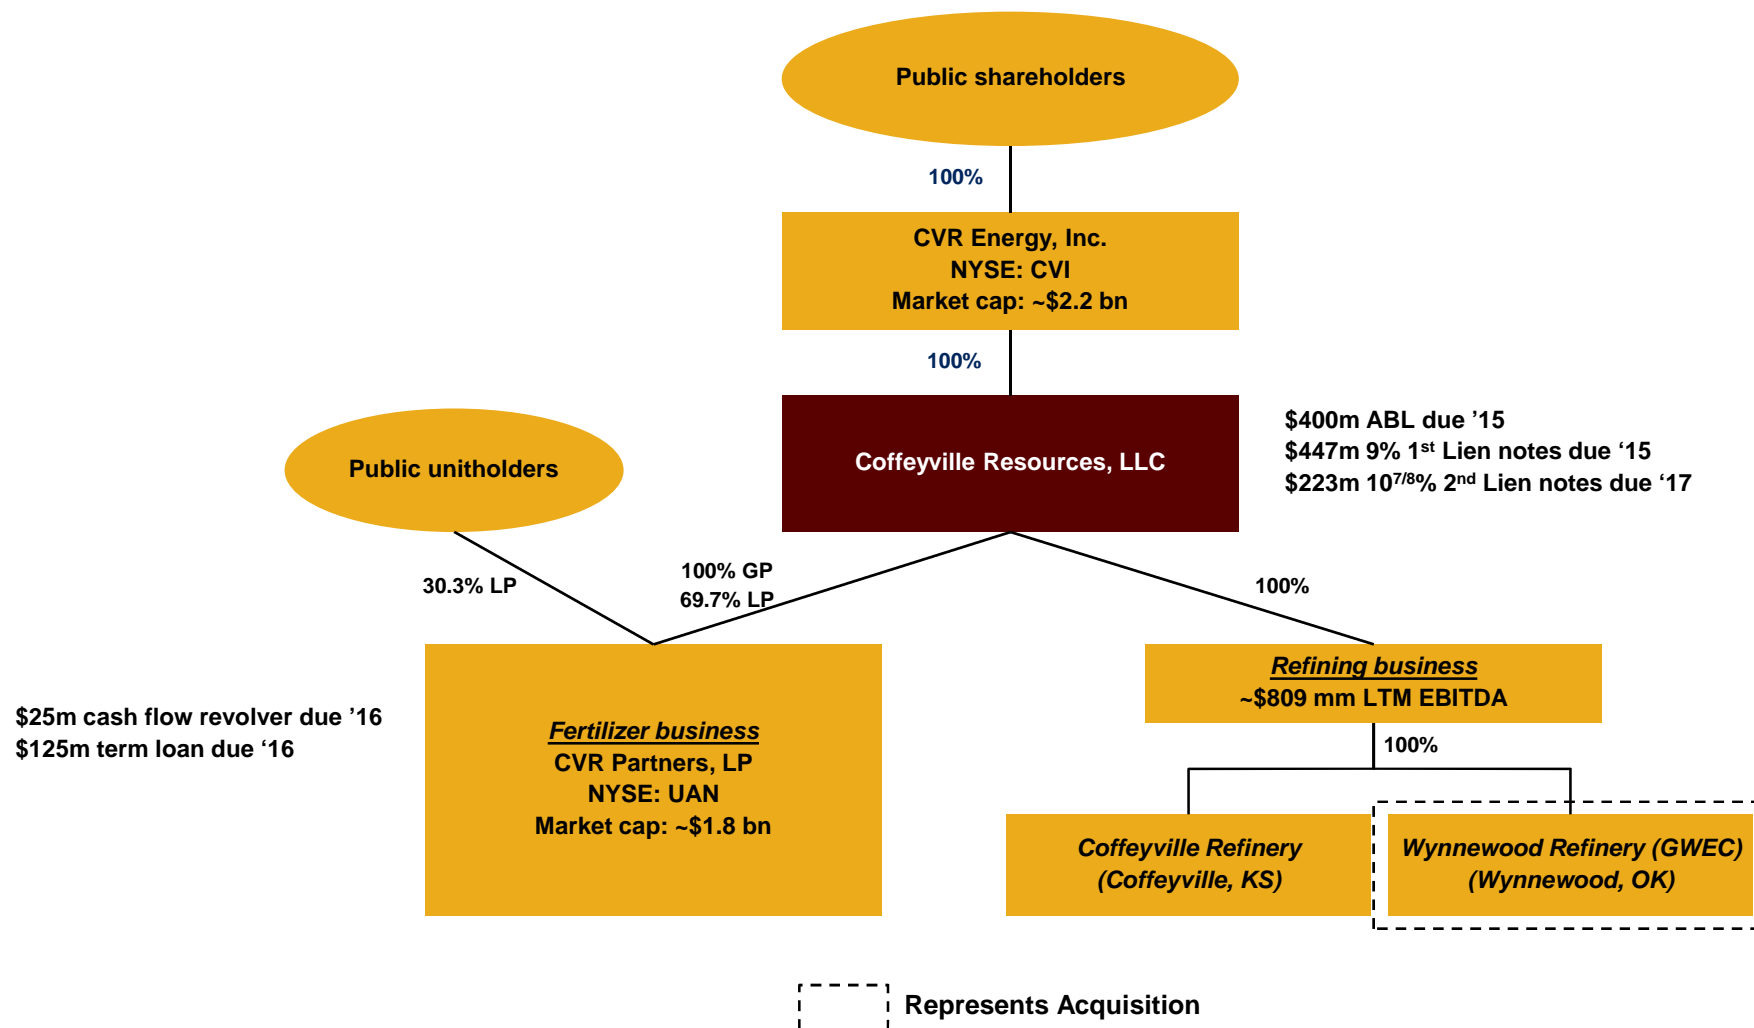 Public shareholders
100%
CVR Energy, Inc.
NYSE: CVI
Market cap: ~$2.2 bn
100%
Coffeyville Resources, LLC
$400m ABL due ’15
$447m 9% 1st Lien notes due ‘15
$223m 107/8% 2nd Lien notes due ‘17
Public unitholders
30.3% LP
100% GP
69.7% LP
100%
$25m cash flow revolver due ’16
$125m term loan due ‘16
Fertilizer business
CVR Partners, LP
NYSE: UAN
Market cap: ~$1.8 bn
Refining business
~$809 mm LTM EBITDA
100%
Coffeyville Refinery
(Coffeyville, KS)
Wynnewood Refinery (GWEC)
(Wynnewood, OK)
Represents Acquisition